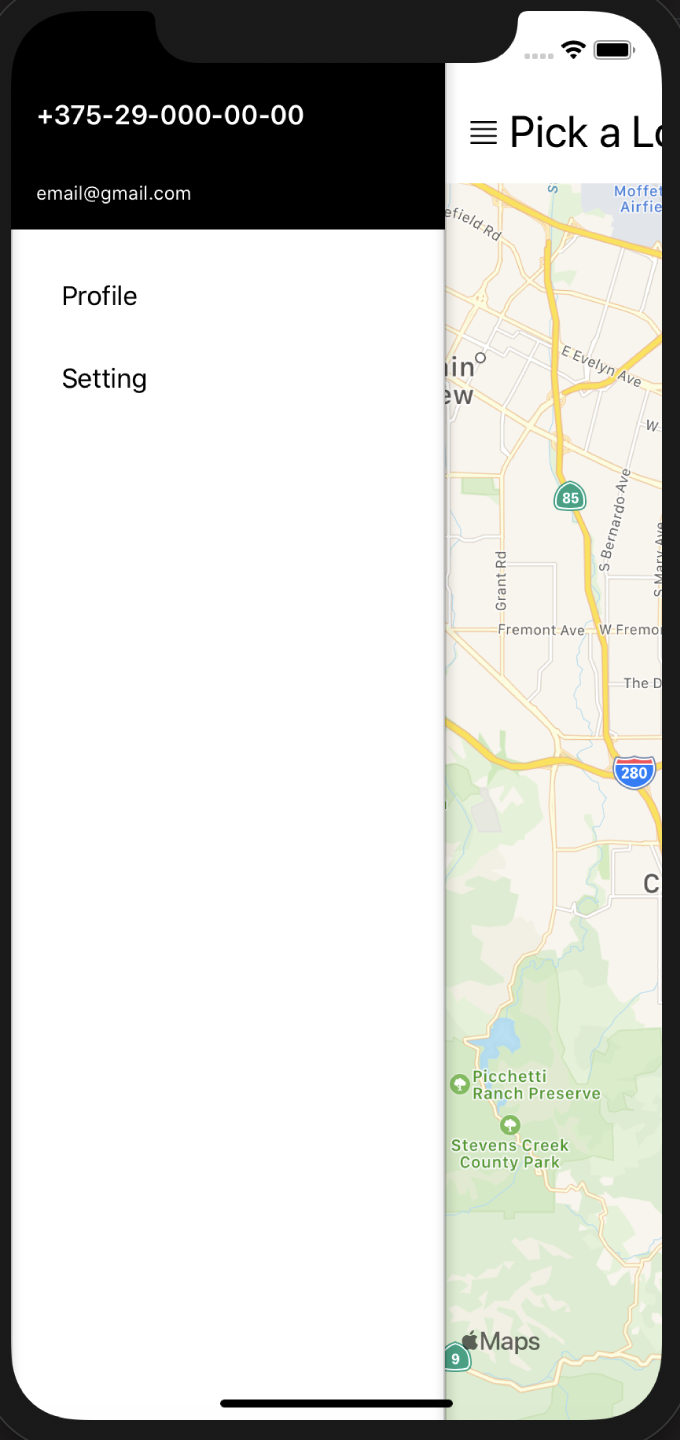 +375-29-000-00-00
email@gmail.com
Profile
Setting
Pick a Lo
Moffet
Airfie
efield Rd
E Evelyn Ave
ain
ew
W
85
S Bernardo Ave
S Mary Ave
Grant Rd
Fremont Ave
W Fremon
The D
280
C
Picchetti
Ranch Preserve
Stevens Creek
County Park
Maps
9